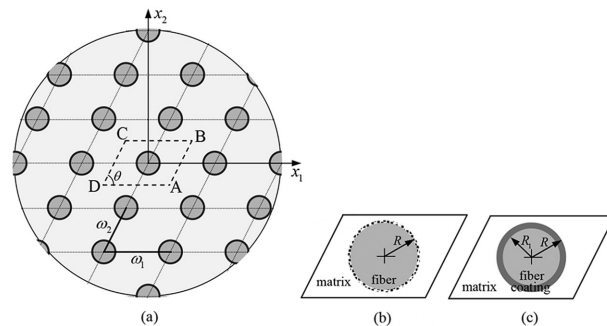 x₂
C
B
x₁
D
θ
A
ω₂
ω₁
(a)
R
matrix
fiber
(b)
R₁
R
fiber
matrix
coating
(c)